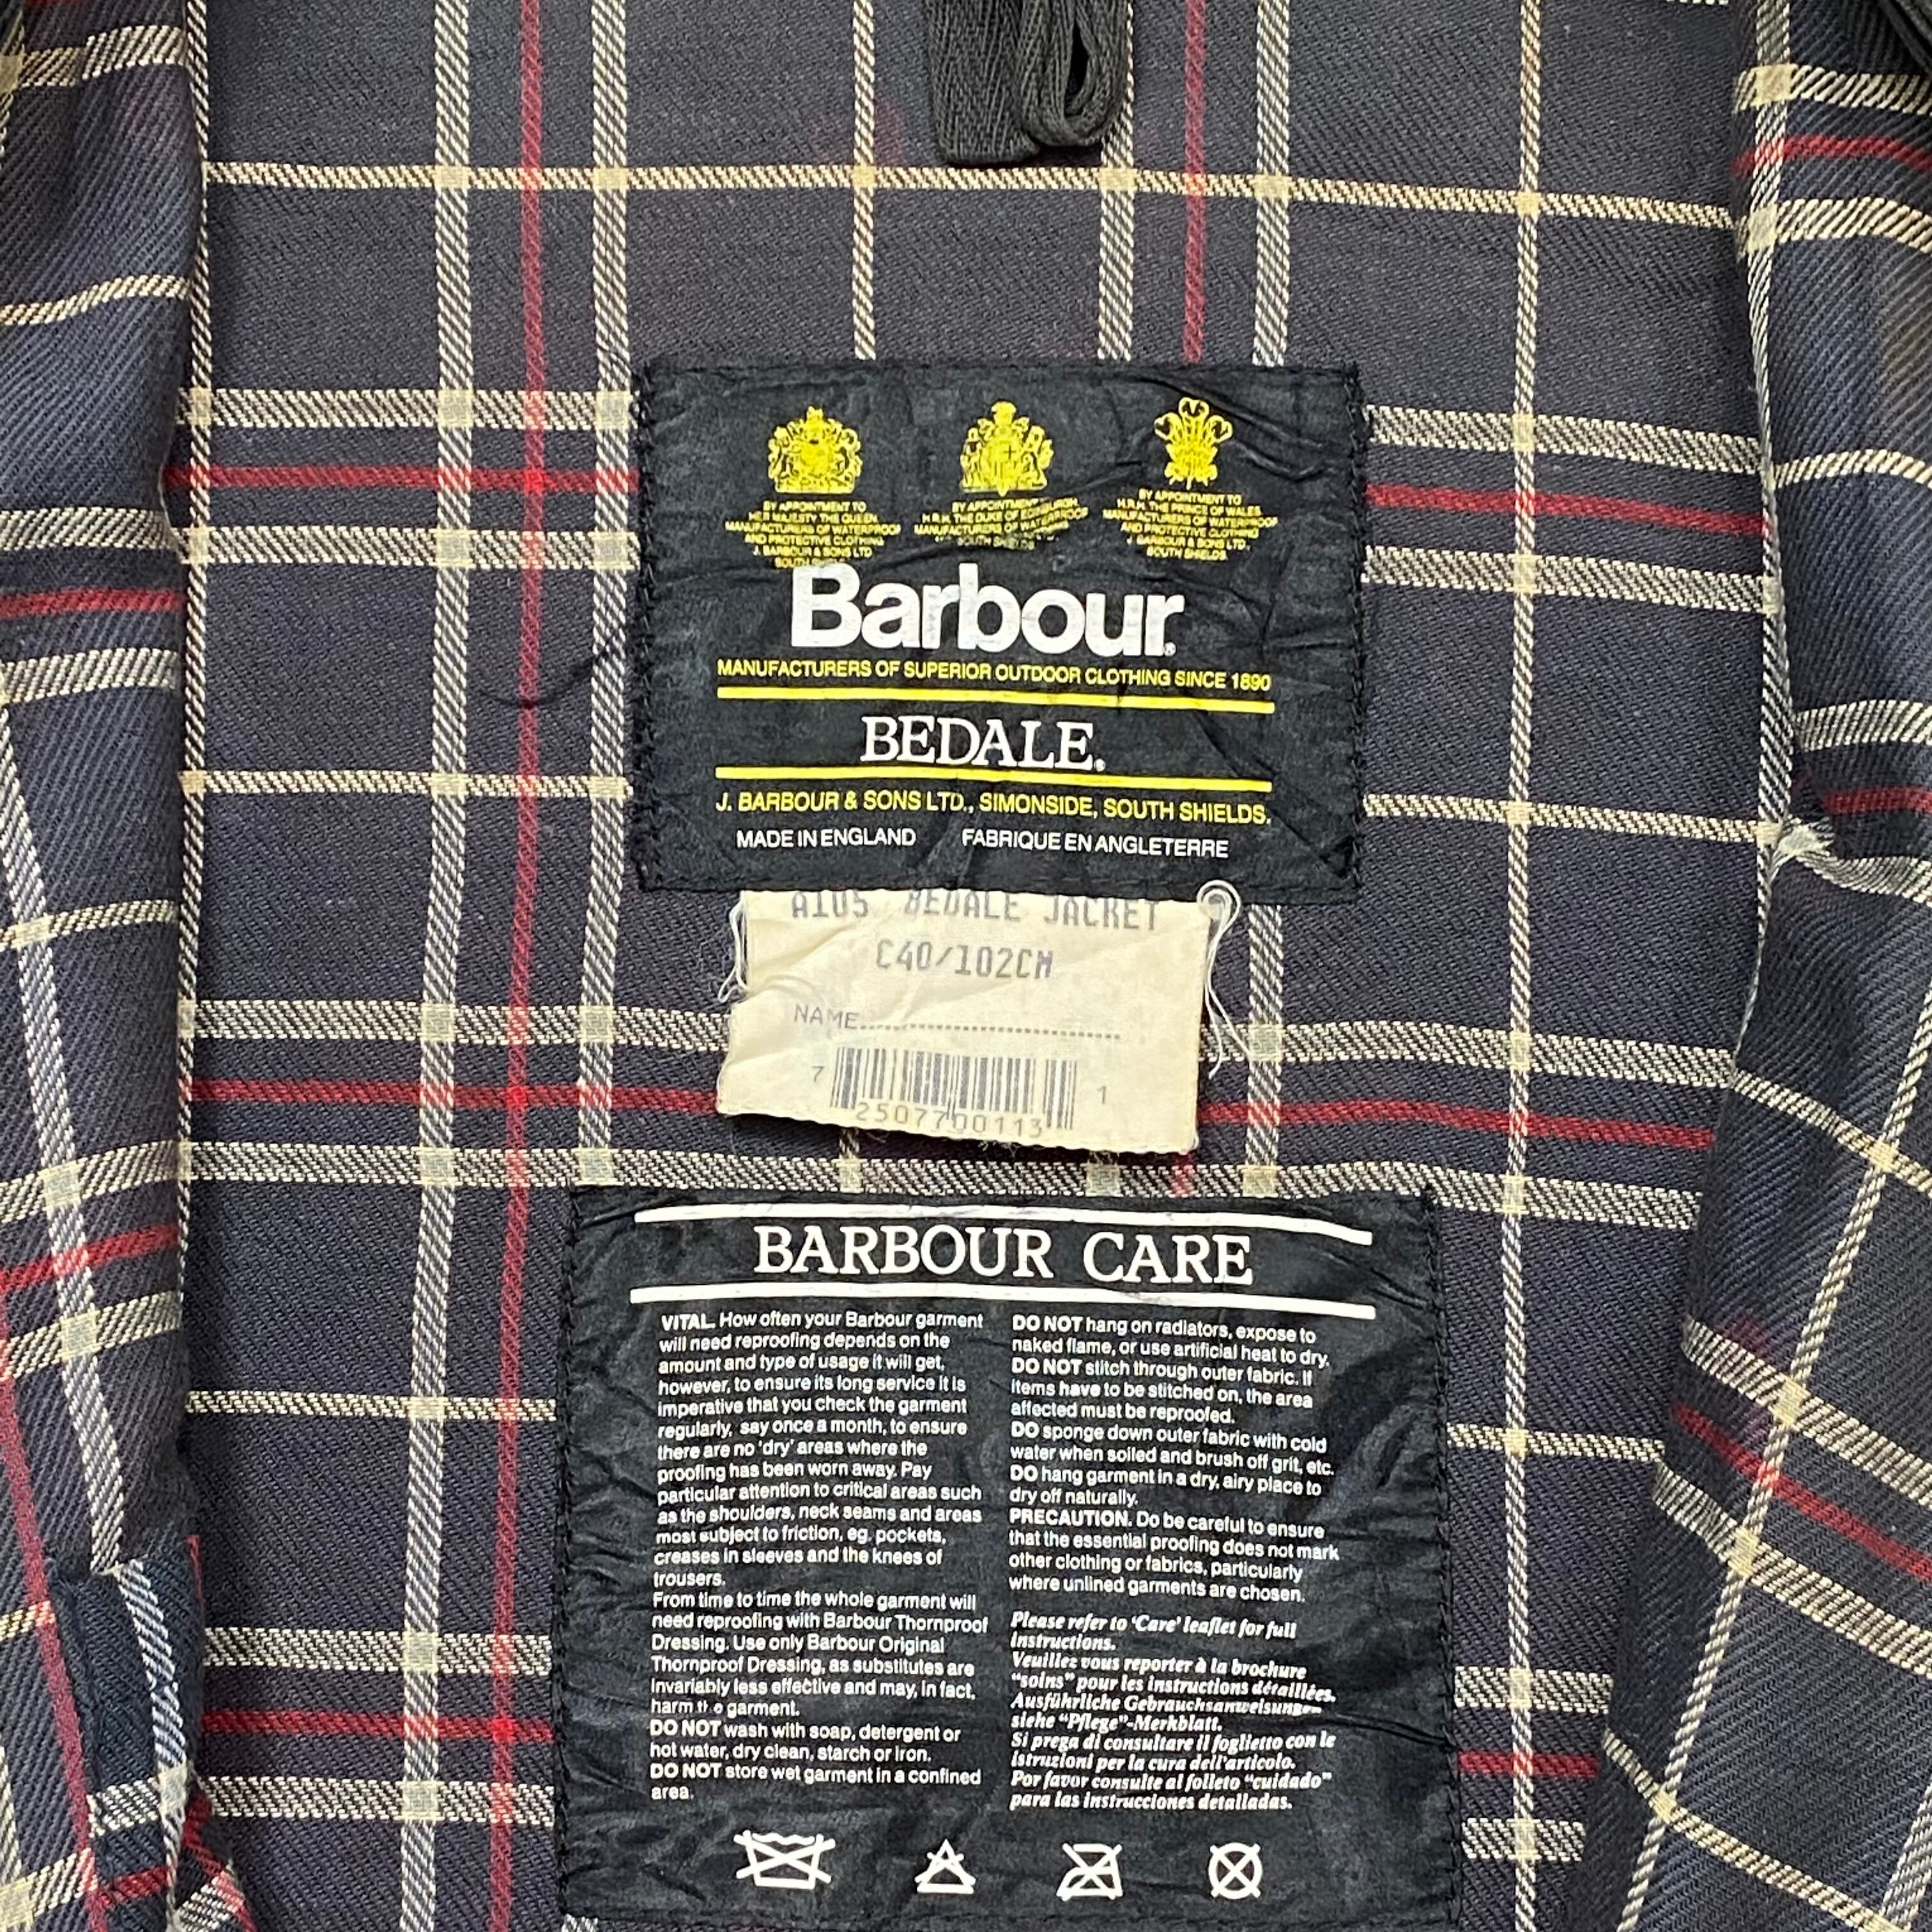 BY APPOINTMENT TO
HER MAJESTY THE QUEEN
MANUFACTURERS OF WATERPROOF
AND PROTECTIVE CLOTHING
J. BARBOUR & SONS LTD
SOUTH SHIELDS
BY APPOINTMENT EDINBURGH
H.R.H. THE DUKE OF
MANUFACTURERS OF WATERPROOF
SOUTH SHIELDS
BY APPOINTMENT TO
H.R.H. THE PRINCE OF WALES
MANUFACTURERS OF WATERPROOF
AND PROTECTIVE CLOTHING
J. BARBOUR & SONS LTD.,
SOUTH SHIELDS
Barbour®
MANUFACTURERS OF SUPERIOR OUTDOOR CLOTHING SINCE 1890
BEDALE.
J. BARBOUR & SONS LTD., SIMONSIDE, SOUTH SHIELDS.
MADE IN ENGLAND FABRIQUE EN ANGLETERRE
A105 BEDALE JACKET
C40/102CM
NAME
7 2507700113 1
BARBOUR CARE
VITAL. How often your Barbour garment
will need reproofing depends on the
amount and type of usage it will get,
however, to ensure its long service it is
imperative that you check the garment
regularly, say once a month, to ensure
there are no 'dry' areas where the
proofing has been worn away. Pay
particular attention to critical areas such
as the shoulders, neck seams and areas
most subject to friction, eg. pockets,
creases in sleeves and the knees of
trousers.
From time to time the whole garment will
need reproofing with Barbour Thornproof
Dressing. Use only Barbour Original
Thornproof Dressing, as substitutes are
invariably less effective and may, in fact,
harm the garment.
DO NOT wash with soap, detergent or
hot water, dry clean, starch or iron.
DO NOT store wet garment in a confined
area.
DO NOT hang on radiators, expose to
naked flame, or use artificial heat to dry.
DO NOT stitch through outer fabric. If
items have to be stitched on, the area
affected must be reproofed.
DO sponge down outer fabric with cold
water when soiled and brush off grit, etc.
DO hang garment in a dry, airy place to
dry off naturally.
PRECAUTION. Do be careful to ensure
that the essential proofing does not mark
other clothing or fabrics, particularly
where unlined garments are chosen.
Please refer to 'Care' leaflet for full
instructions.
Veuillez vous reporter à la brochure
"soins" pour les instructions détaillées.
Ausführliche Gebrauchsanweisungen
siehe "Pflege"-Merkblatt.
Si prega di consultare il foglietto con le
istruzioni per la cura dell'articolo.
Por favor consulte al folleto "cuidado"
para las instrucciones detalladas.